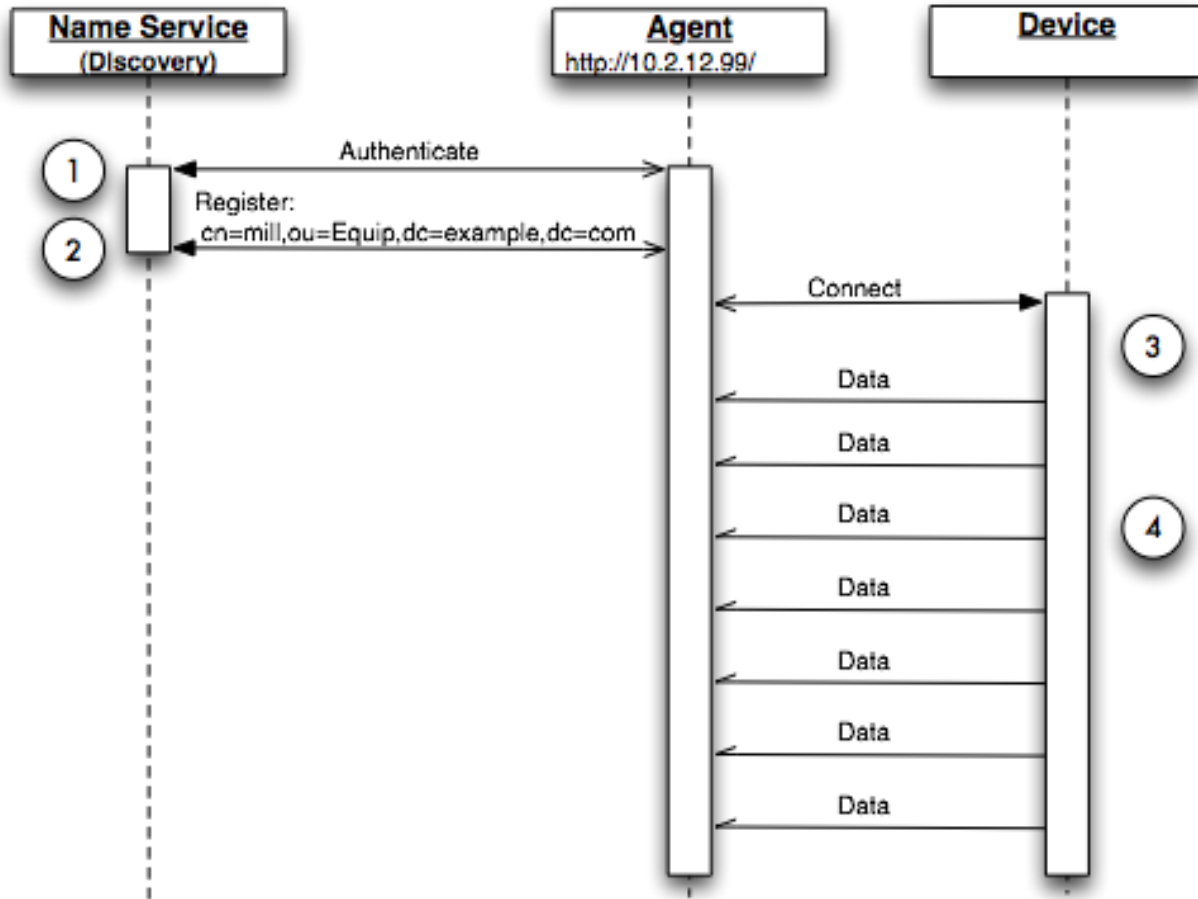 Name Service
(DIscovery)
Agent
http://10.2.12.99/
Device
1
Authenticate
Register:
cn=mill,ou=Equip,dc=example,dc=com
2
Connect
3
Data
Data
Data
4
Data
Data
Data
Data